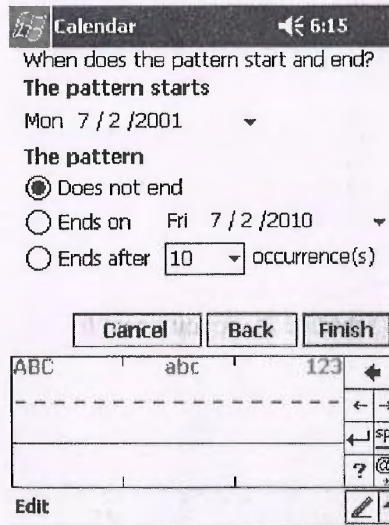 Calendar 6:15
When does the pattern start and end?
The pattern starts
Mon 7 / 2 /2001
The pattern
Does not end
Ends on Fri 7 / 2 /2010
Ends after 10 occurrence(s)
Cancel Back Finish
ABC abc 123
sp
? @
Edit